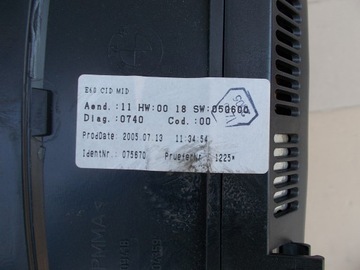 E60 CID MID
Aend.:11 HW:00 18 SW:050600
Diag.:0740 Cod.:00
ProdDate: 2005.07.13 11:34:54
IdentNr.: 075670 PrueferNr.: 1225*